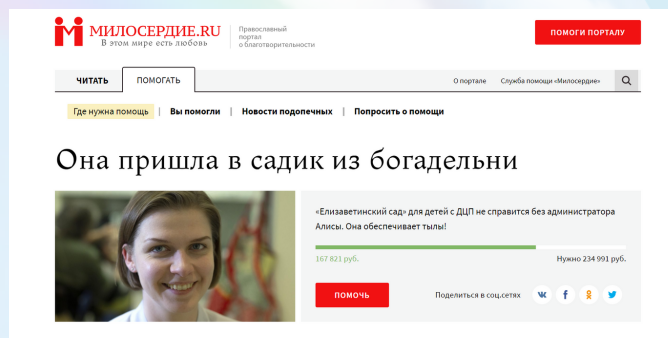 МИЛОСЕРДИЕ.RU
В этом мире есть любовь
Православный
портал
о благотворительности
ПОМОГИ ПОРТАЛУ
ЧИТАТЬ
ПОМОГАТЬ
О портале
Служба помощи «Милосердие»
Где нужна помощь | Вы помогли | Новости подопечных | Попросить о помощи
Она пришла в садик из богадельни
«Елизаветинский сад» для детей с ДЦП не справится без администратора
Алисы. Она обеспечивает тылы!
167 821 руб.
Нужно 234 991 руб.
ПОМОЧЬ
Поделиться в соц.сетях